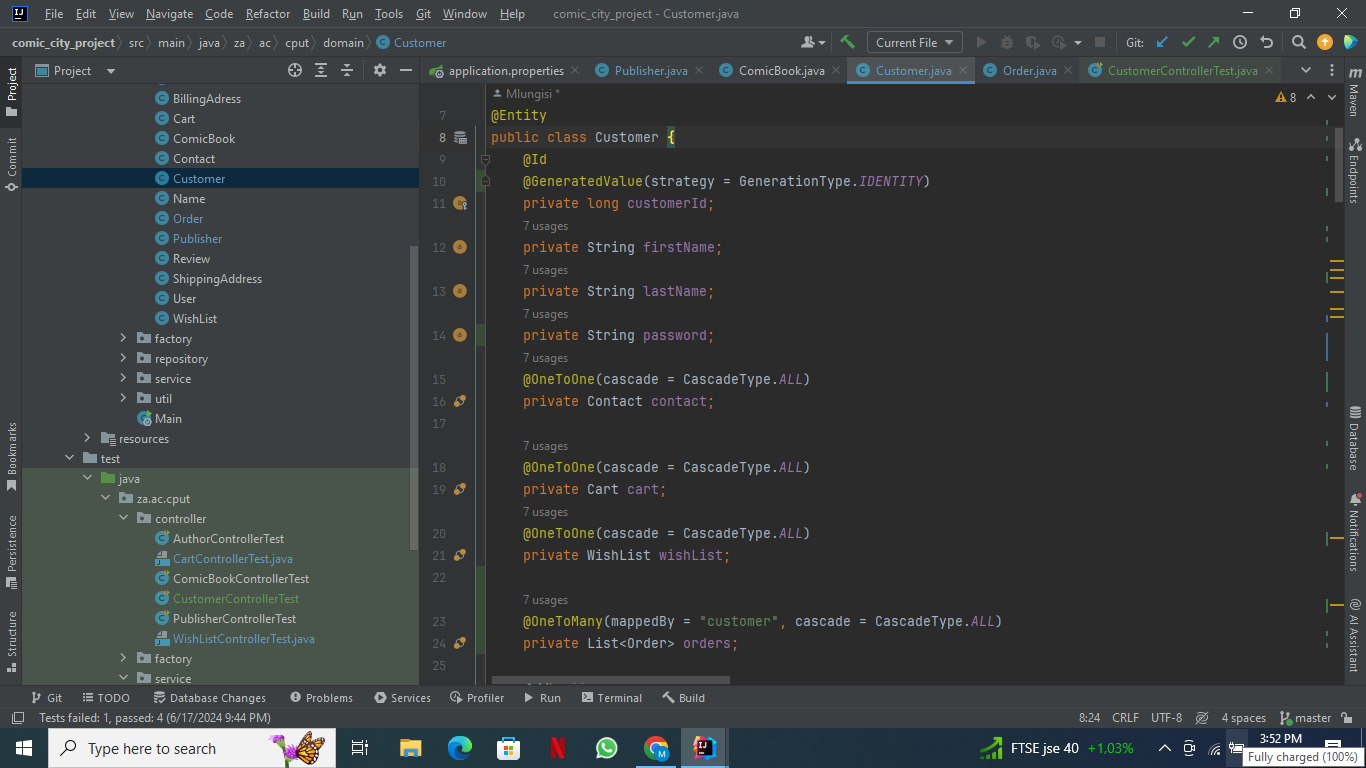 File Edit View Navigate Code Refactor Build Run Tools Git Window Help comic_city_project - Customer.java
comic_city_project src main java za ac cput domain Customer Current File Git:
Project
application.properties Publisher.java ComicBook.java Customer.java Order.java CustomerControllerTest.java
Project
Commit
Bookmarks
Persistence
Structure
BillingAdress
Cart
ComicBook
Contact
Customer
Name
Order
Publisher
Review
ShippingAddress
User
WishList
factory
repository
service
util
Main
resources
test
java
za.ac.cput
controller
AuthorControllerTest
CartControllerTest.java
ComicBookControllerTest
CustomerControllerTest
PublisherControllerTest
WishListControllerTest.java
factory
service
Mlungisi *
8
7 @Entity
8 public class Customer {
9 @Id
10 @GeneratedValue(strategy = GenerationType.IDENTITY)
11 private long customerId;
7 usages
12 private String firstName;
7 usages
13 private String lastName;
7 usages
14 private String password;
7 usages
15 @OneToOne(cascade = CascadeType.ALL)
16 private Contact contact;
17
7 usages
18 @OneToOne(cascade = CascadeType.ALL)
19 private Cart cart;
7 usages
20 @OneToOne(cascade = CascadeType.ALL)
21 private WishList wishList;
22
7 usages
23 @OneToMany(mappedBy = "customer", cascade = CascadeType.ALL)
24 private List<Order> orders;
25
Maven
Endpoints
Database
Notifications
AI Assistant
Git TODO Database Changes Problems Services Profiler Run Terminal Build
Tests failed: 1, passed: 4 (6/17/2024 9:44 PM) 8:24 CRLF UTF-8 4 spaces master
Type here to search FTSE jse 40 +1,03% 3:52 PM
Fully charged (100%)